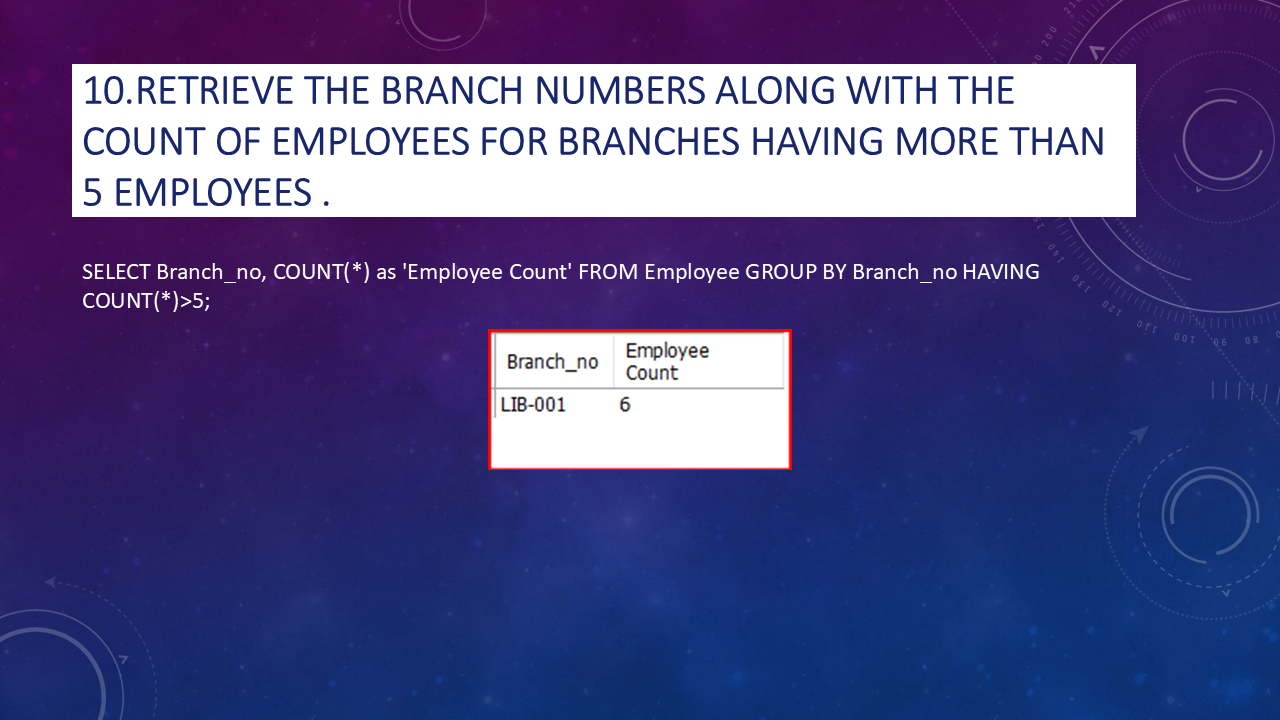 10.RETRIEVE THE BRANCH NUMBERS ALONG WITH THE
COUNT OF EMPLOYEES FOR BRANCHES HAVING MORE THAN
5 EMPLOYEES .
SELECT Branch_no, COUNT(*) as 'Employee Count' FROM Employee GROUP BY Branch_no HAVING
COUNT(*)>5;
Branch_no Employee
Count
LIB-001 6